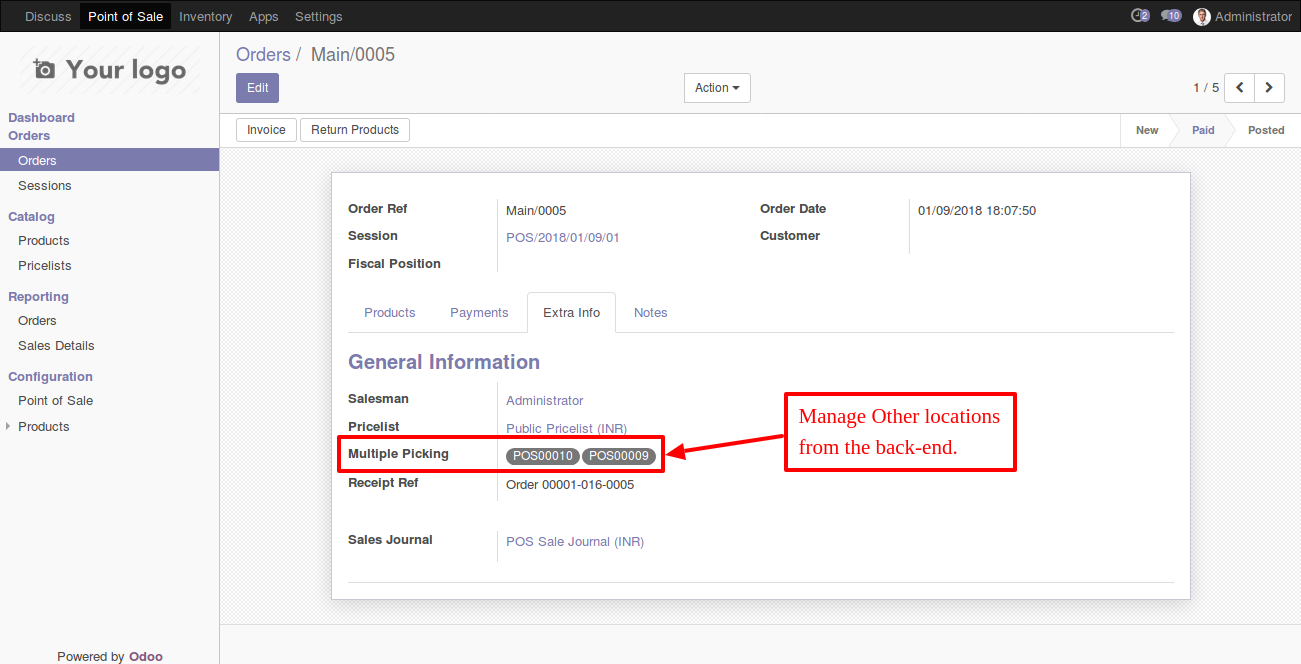 Discuss Point of Sale Inventory Apps Settings 2 10 Administrator
Your logo
Orders / Main/0005
Edit Action 1 / 5
Invoice Return Products New Paid Posted
Dashboard
Orders
Orders
Sessions
Catalog
Products
Pricelists
Reporting
Orders
Sales Details
Configuration
Point of Sale
Products
Powered by Odoo
Order Ref Main/0005 Order Date 01/09/2018 18:07:50
Session POS/2018/01/09/01 Customer
Fiscal Position
Products Payments Extra Info Notes
General Information
Salesman Administrator
Pricelist Public Pricelist (INR)
Multiple Picking POS00010 POS00009
Receipt Ref Order 00001-016-0005
Sales Journal POS Sale Journal (INR)
Manage Other locations
from the back-end.